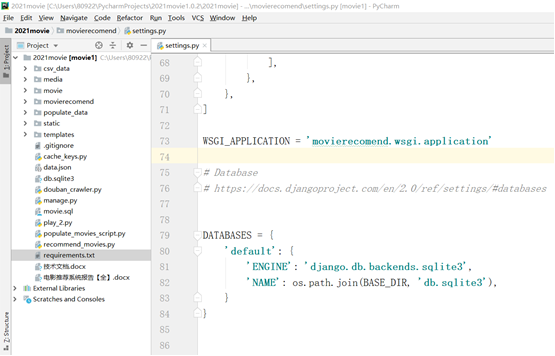 2021movie [C:\Users\80922\PycharmProjects\2021movie1.0.2\2021movie] - ...\movierecomend\settings.py [movie1] - PyCharm
File Edit View Navigate Code Refactor Run Tools VCS Window Help
2021movie movierecomend settings.py
Project
settings.py
1: Project
2021movie [movie1] C:\Users\80922\
csv_data
media
movie
movierecomend
populate_data
static
templates
.gitignore
cache_keys.py
data.json
db.sqlite3
douban_crawler.py
manage.py
movie.sql
play_2.py
populate_movies_script.py
recommend_movies.py
requirements.txt
技术文档.docx
电影推荐系统报告【全】.docx
External Libraries
Scratches and Consoles
Z: Structure
68 ],
69 },
70 },
71 ]
72
73 WSGI_APPLICATION = 'movierecomend.wsgi.application'
74
75 # Database
76 # https://docs.djangoproject.com/en/2.0/ref/settings/#databases
77
78
79 DATABASES = {
80 'default': {
81 'ENGINE': 'django.db.backends.sqlite3',
82 'NAME': os.path.join(BASE_DIR, 'db.sqlite3'),
83 }
84 }
85
86